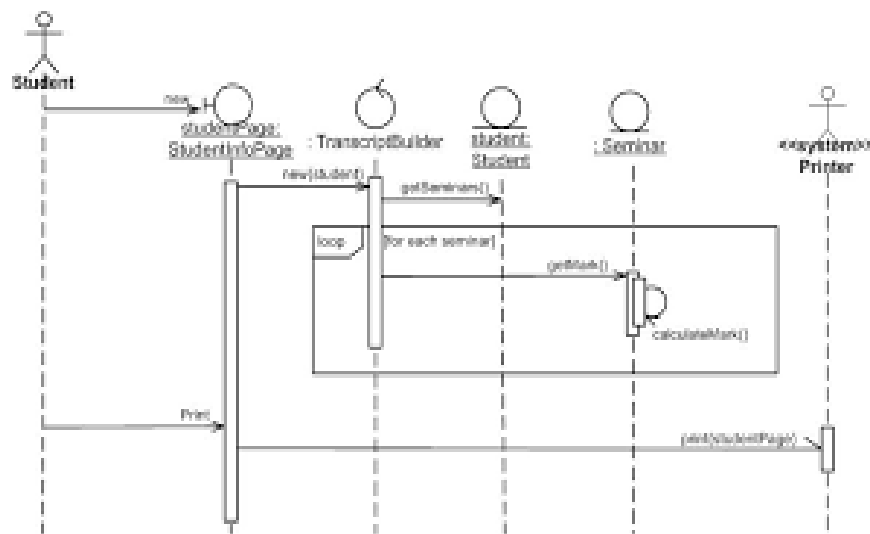 Student
new
studentPage:
StudentInfoPage
: TranscriptBuilder
student:
Student
: Seminar
<<system>>
Printer
new(student)
getSeminars()
loop
[for each seminar]
getMark()
calculateMark()
Print
print(studentPage)